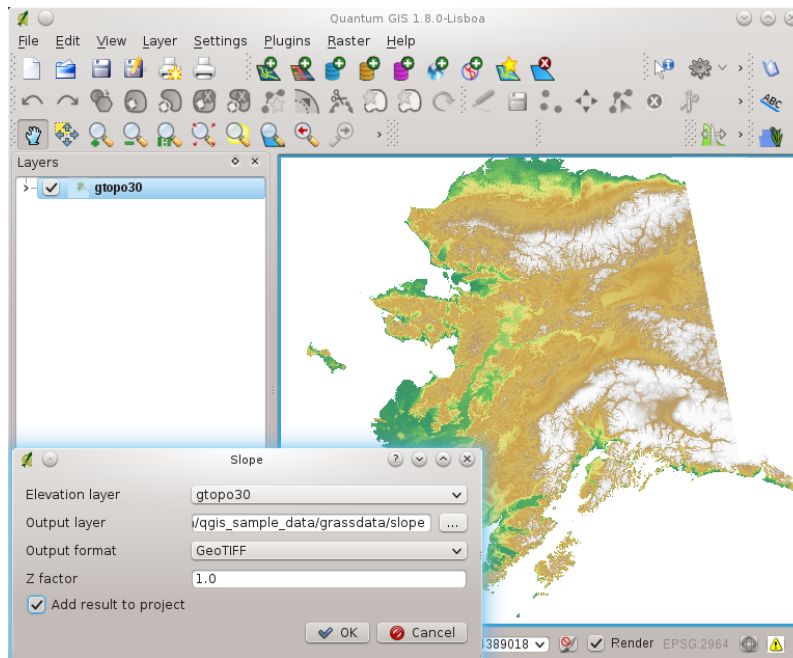 Quantum GIS 1.8.0-Lisboa
File Edit View Layer Settings Plugins Raster Help
ABC
Layers
gtopo30
Slope
Elevation layer gtopo30
Output layer /qgis_sample_data/grassdata/slope ...
Output format GeoTIFF
Z factor 1.0
Add result to project
OK Cancel
4389018 Render EPSG:2964